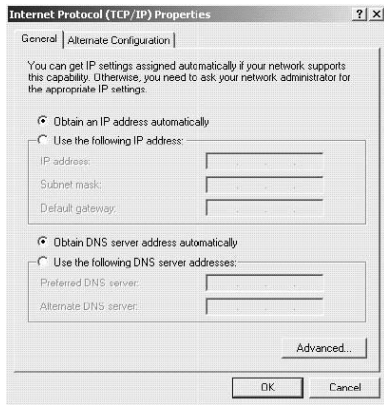 Internet Protocol (TCP/IP) Properties
General
Alternate Configuration
You can get IP settings assigned automatically if your network supports
this capability. Otherwise, you need to ask your network administrator for
the appropriate IP settings.
Obtain an IP address automatically
Use the following IP address:
IP address:
Subnet mask:
Default gateway:
Obtain DNS server address automatically
Use the following DNS server addresses:
Preferred DNS server:
Alternate DNS server:
Advanced...
OK
Cancel